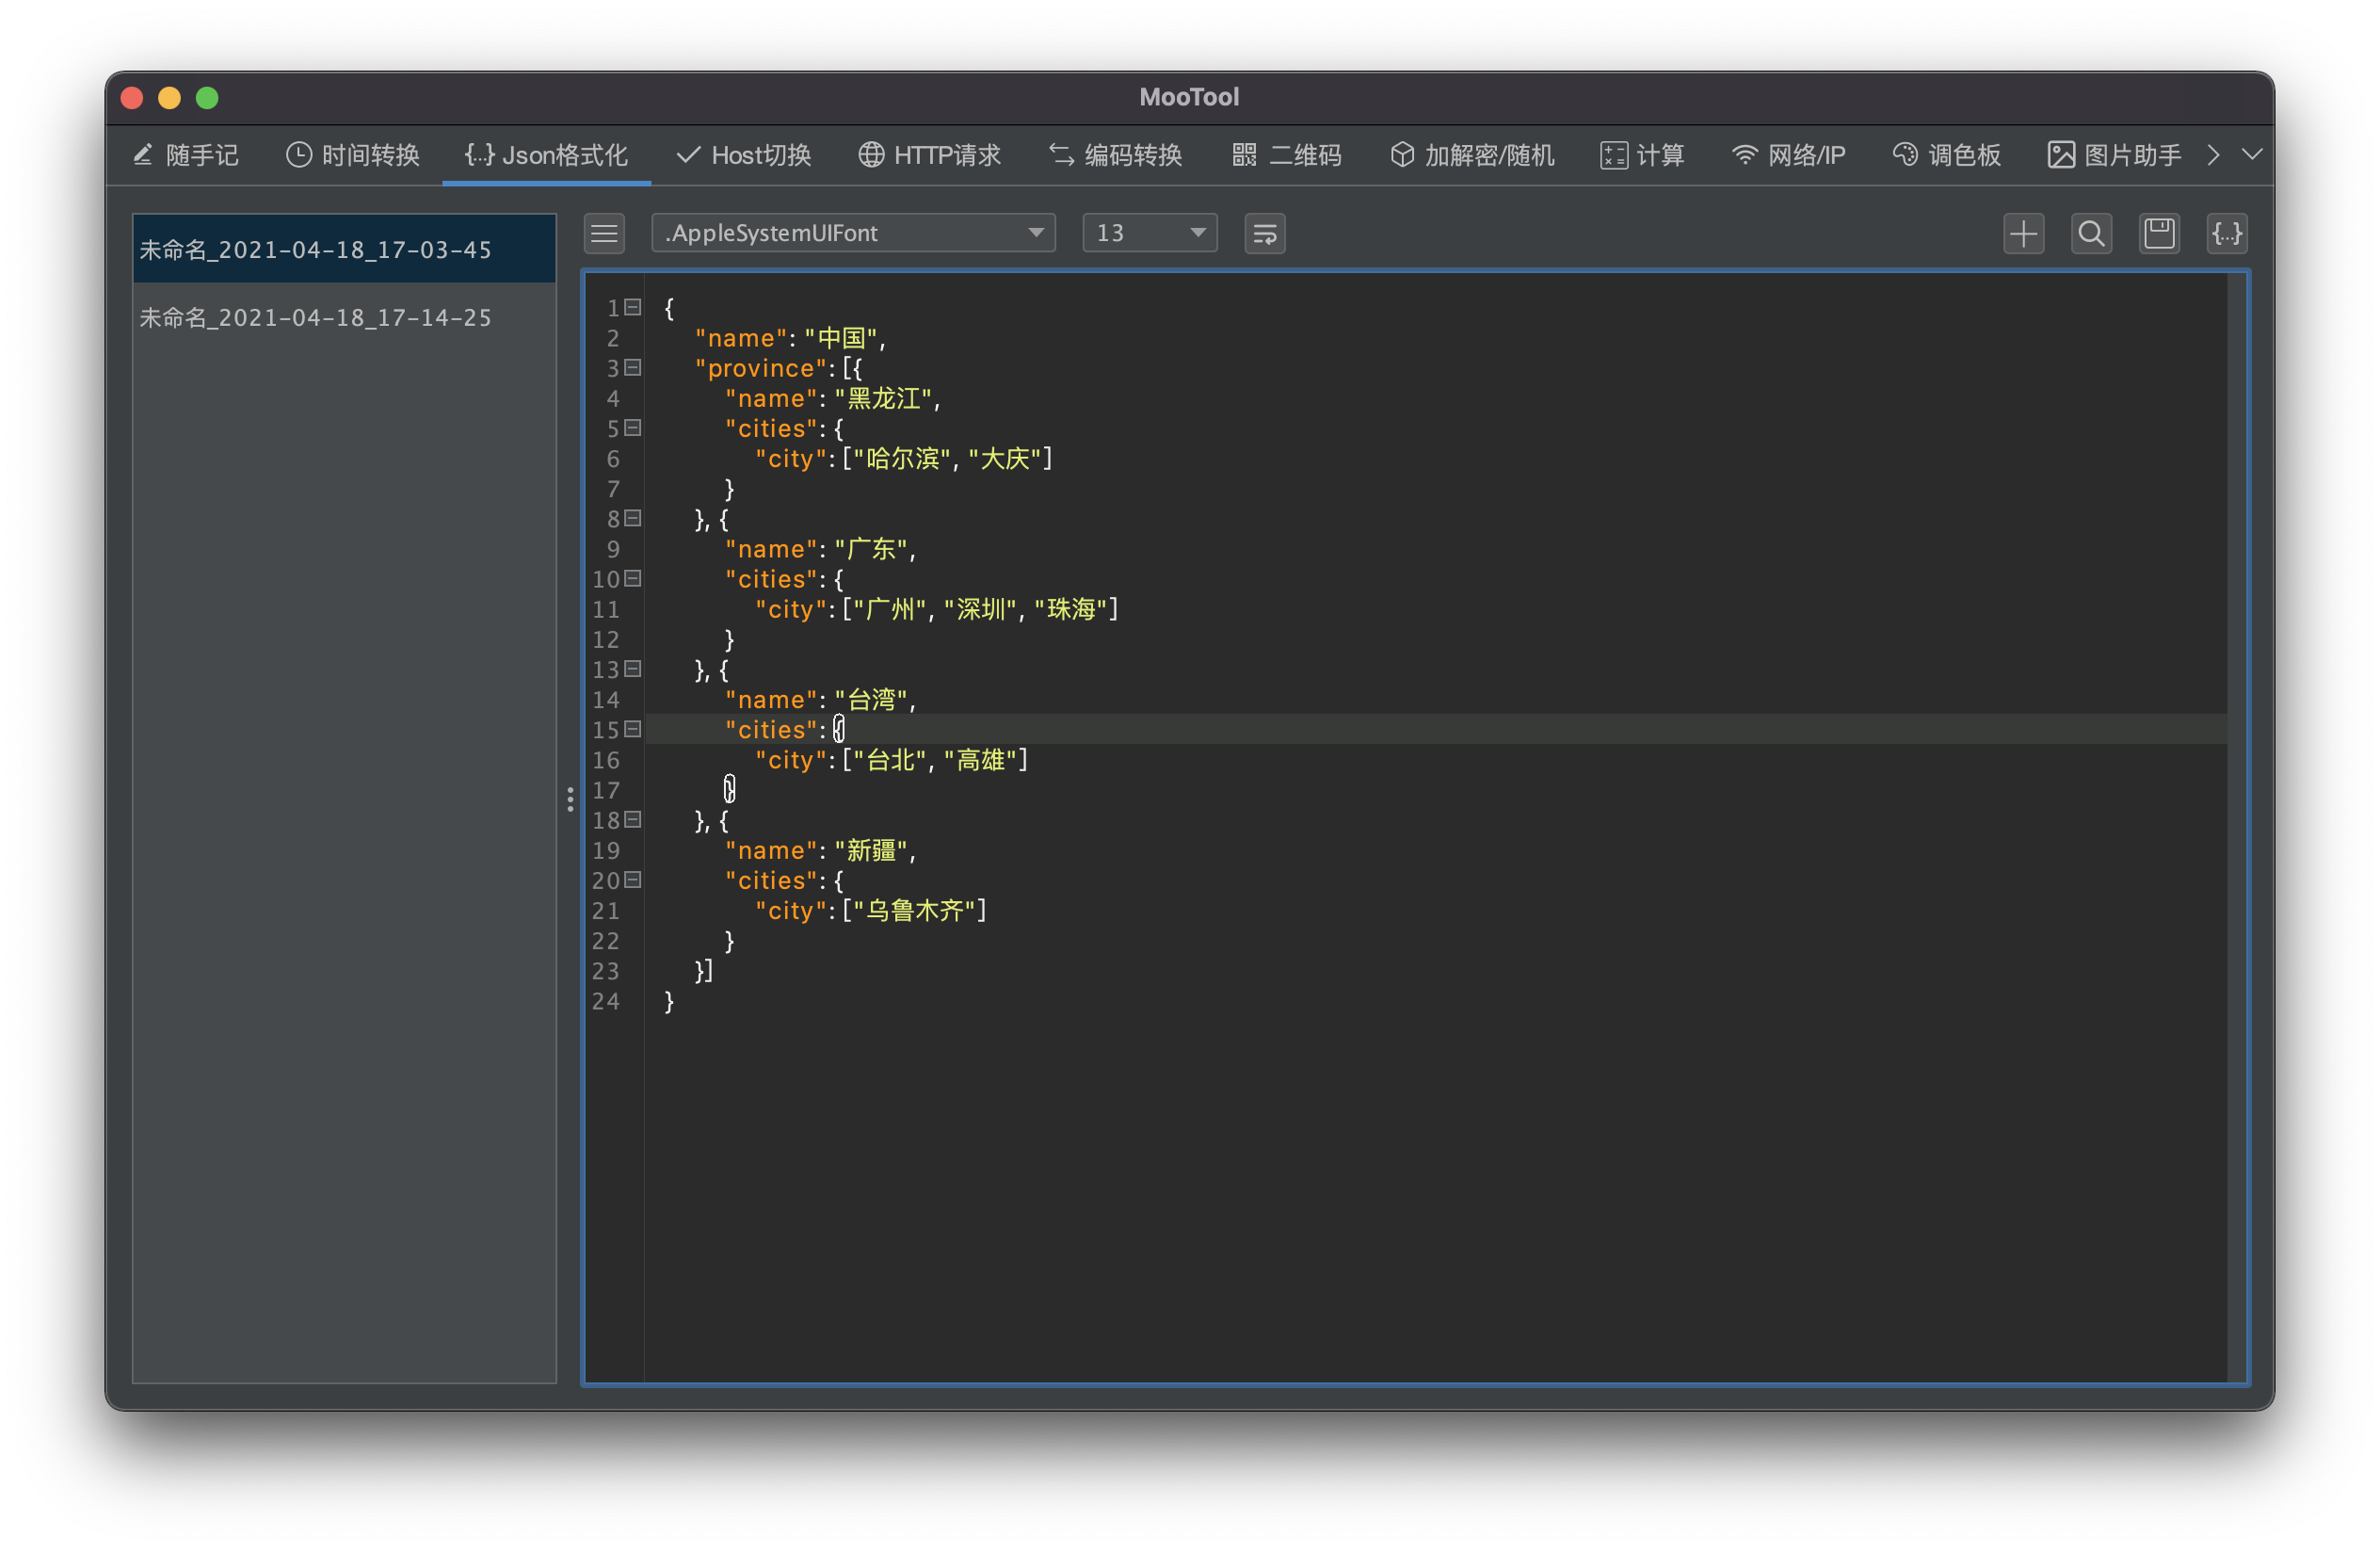 MooTool
随手记 时间转换 {...} Json格式化 Host切换 HTTP请求 编码转换 二维码 加解密/随机 计算 网络/IP 调色板 图片助手
未命名_2021-04-18_17-03-45
未命名_2021-04-18_17-14-25
.AppleSystemUIFont 13 {...}
1 {
2 "name": "中国",
3 "province": [{
4 "name": "黑龙江",
5 "cities": {
6 "city": ["哈尔滨", "大庆"]
7 }
8 }, {
9 "name": "广东",
10 "cities": {
11 "city": ["广州", "深圳", "珠海"]
12 }
13 }, {
14 "name": "台湾",
15 "cities": {
16 "city": ["台北", "高雄"]
17 }
18 }, {
19 "name": "新疆",
20 "cities": {
21 "city": ["乌鲁木齐"]
22 }
23 }]
24 }